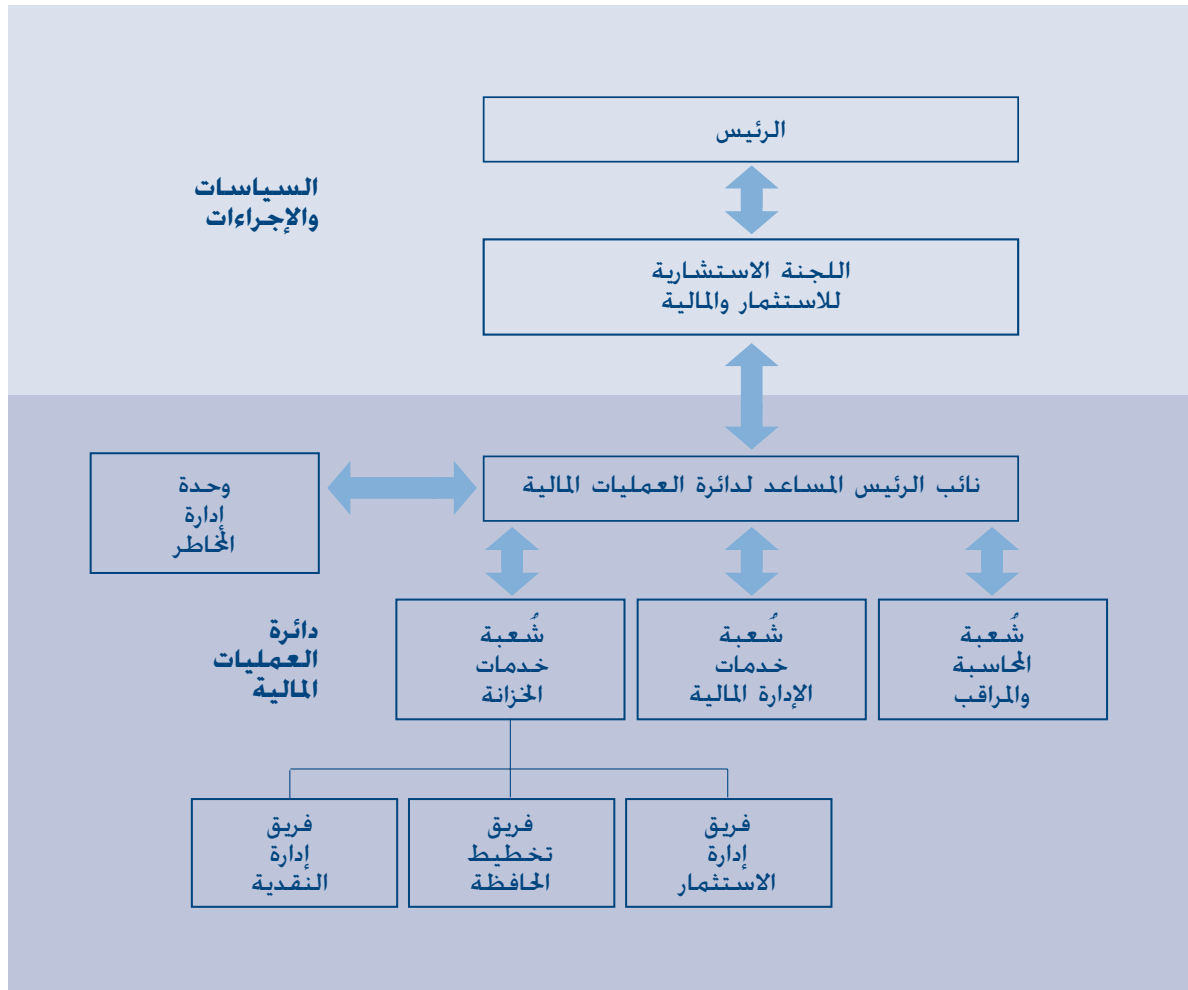 الرئيس
السياسات
والإجراءات
اللجنة الاستشارية
للاستثمار والمالية
نائب الرئيس المساعد لدائرة العمليات المالية
وحدة
إدارة
المخاطر
دائرة
العمليات
المالية
شُعبة
المحاسبة
والمراقب
شُعبة
خدمات
الإدارة المالية
شُعبة
خدمات
الخزانة
فريق
إدارة
الاستثمار
فريق
تخطيط
الحافظة
فريق
إدارة
النقدية